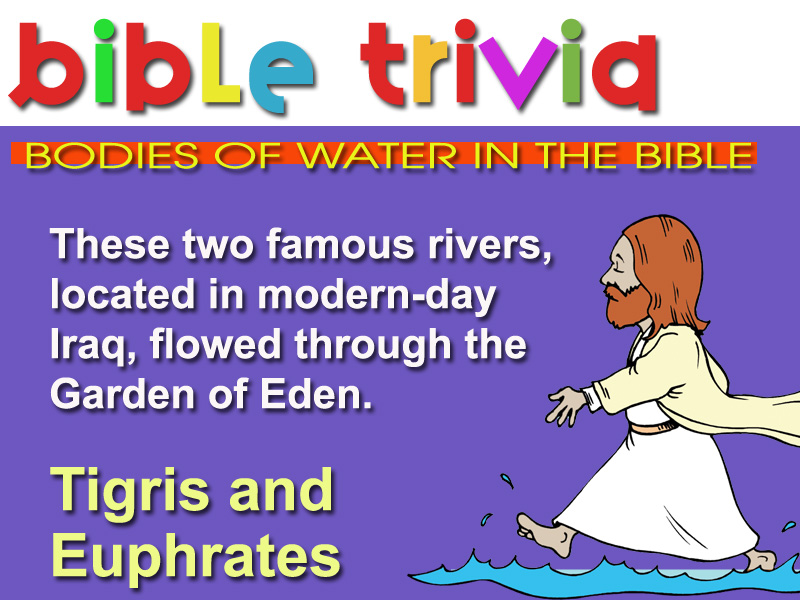 bibLe trivia
BODIES OF WATER IN THE BIBLE
These two famous rivers,
located in modern-day
Iraq, flowed through the
Garden of Eden.
Tigris and
Euphrates